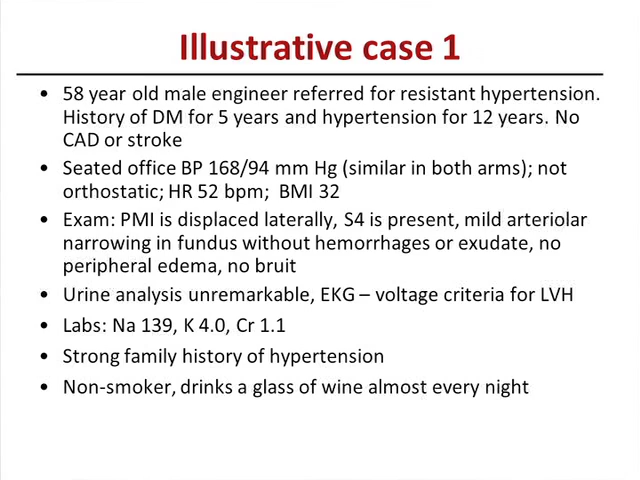 Illustrative case 1
• 58 year old male engineer referred for resistant hypertension.
History of DM for 5 years and hypertension for 12 years. No
CAD or stroke
• Seated office BP 168/94 mm Hg (similar in both arms); not
orthostatic; HR 52 bpm; BMI 32
• Exam: PMI is displaced laterally, S4 is present, mild arteriolar
narrowing in fundus without hemorrhages or exudate, no
peripheral edema, no bruit
• Urine analysis unremarkable, EKG – voltage criteria for LVH
• Labs: Na 139, K 4.0, Cr 1.1
• Strong family history of hypertension
• Non-smoker, drinks a glass of wine almost every night